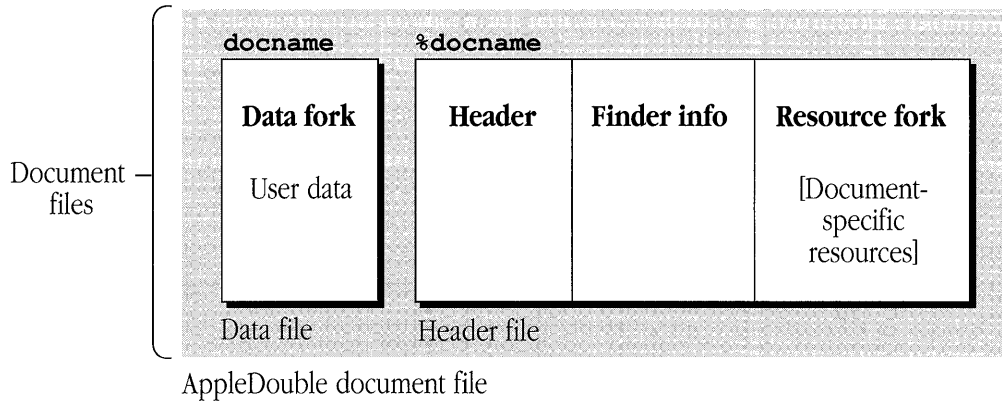 docname
%docname
Data fork
Header
Finder info
Resource fork
Document
files
User data
[Document-
specific
resources]
Data file
Header file
AppleDouble document file